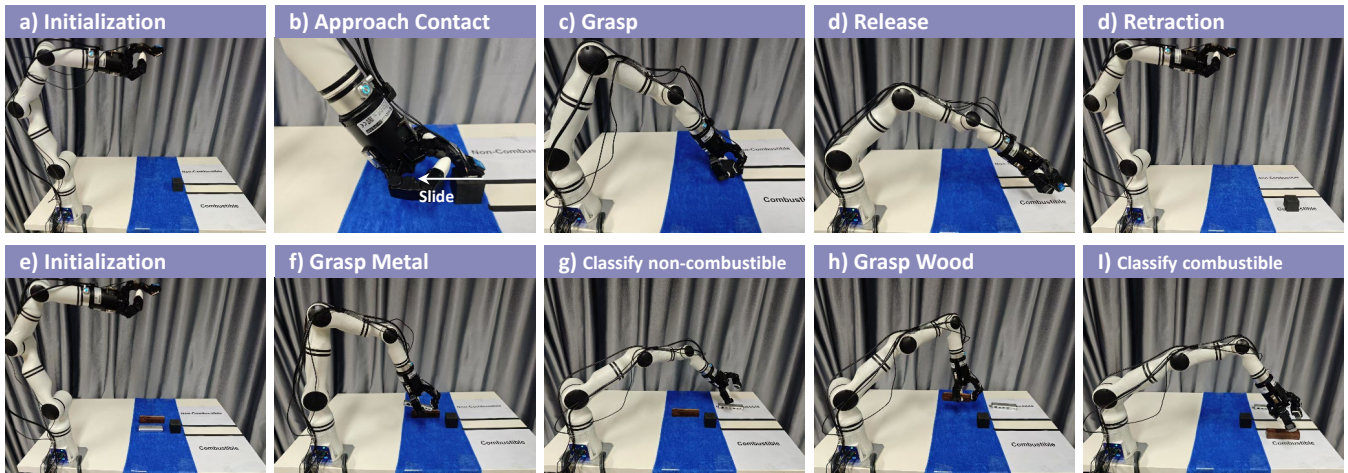 a) Initialization
b) Approach Contact
c) Grasp
d) Release
d) Retraction
Non-Combustible
Combustible
Slide
Combustible
Combustible
e) Initialization
f) Grasp Metal
g) Classify non-combustible
h) Grasp Wood
I) Classify combustible
Non-Combustible
Combustible
Combustible
Combustible
Combustible